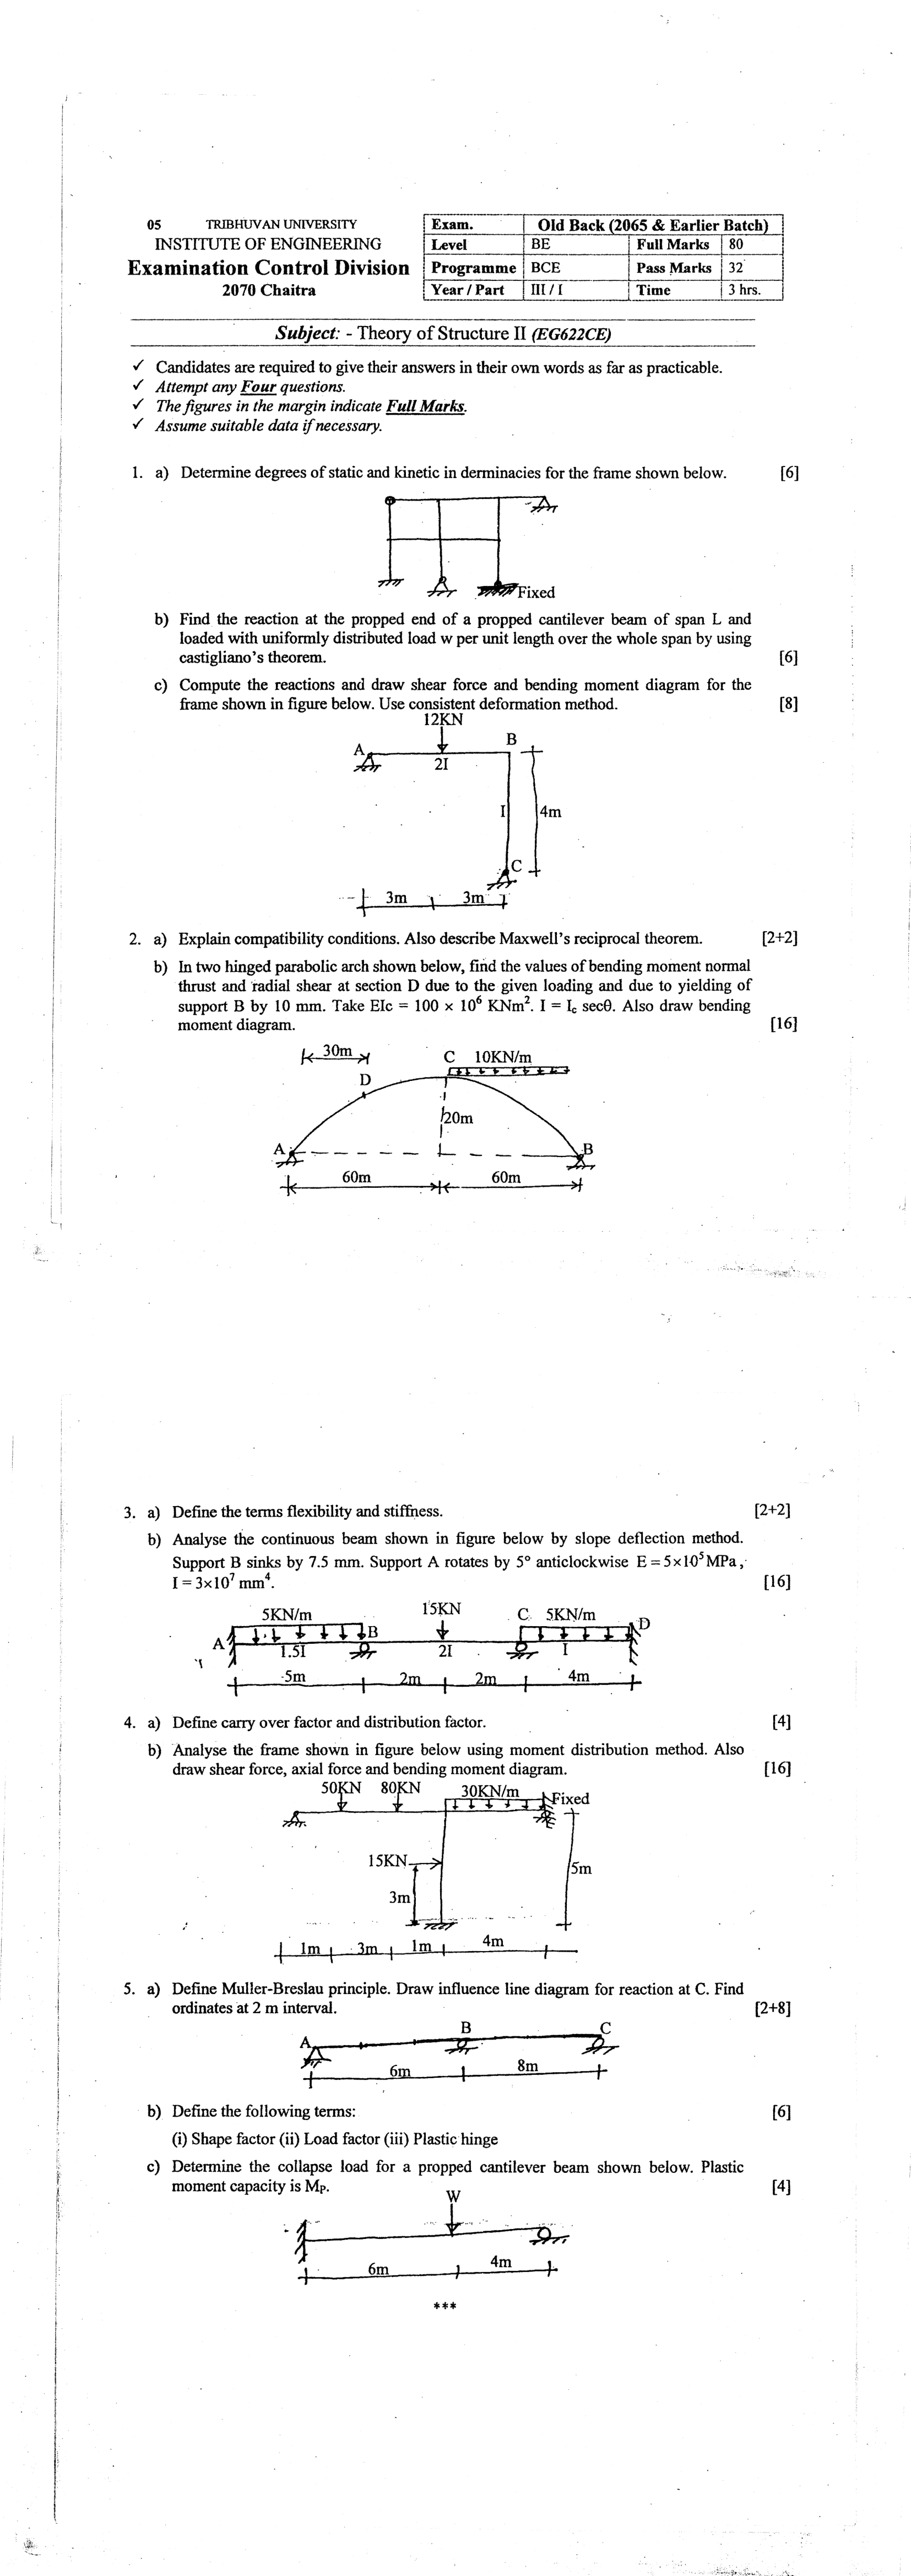 05 TRIBHUVAN UNIVERSITY
INSTITUTE OF ENGINEERING
Examination Control Division
2070 Chaitra
Exam. Old Back (2065 & Earlier Batch)
Level BE Full Marks 80
Programme BCE Pass Marks 32
Year / Part III / I Time 3 hrs.
Subject: - Theory of Structure II (EG622CE)
✓ Candidates are required to give their answers in their own words as far as practicable.
✓ Attempt any Four questions.
✓ The figures in the margin indicate Full Marks.
✓ Assume suitable data if necessary.
1. a) Determine degrees of static and kinetic in derminacies for the frame shown below. [6]
Fixed
b) Find the reaction at the propped end of a propped cantilever beam of span L and
loaded with uniformly distributed load w per unit length over the whole span by using
castigliano's theorem. [6]
c) Compute the reactions and draw shear force and bending moment diagram for the
frame shown in figure below. Use consistent deformation method. [8]
12KN
A B
2I
I 4m
C
3m 3m
2. a) Explain compatibility conditions. Also describe Maxwell's reciprocal theorem. [2+2]
b) In two hinged parabolic arch shown below, find the values of bending moment normal
thrust and radial shear at section D due to the given loading and due to yielding of
support B by 10 mm. Take EIc = 100 × 10⁶ KNm². I = Ic secθ. Also draw bending
moment diagram. [16]
30m C 10KN/m
D
20m
A B
60m 60m
3. a) Define the terms flexibility and stiffness. [2+2]
b) Analyse the continuous beam shown in figure below by slope deflection method.
Support B sinks by 7.5 mm. Support A rotates by 5° anticlockwise E = 5×10⁵ MPa,
I = 3×10⁷ mm⁴. [16]
5KN/m 15KN C 5KN/m
A B D
1.5I 2I I
5m 2m 2m 4m
4. a) Define carry over factor and distribution factor. [4]
b) Analyse the frame shown in figure below using moment distribution method. Also
draw shear force, axial force and bending moment diagram. [16]
50KN 80KN 30KN/m Fixed
15KN
5m
3m
1m 3m 1m 4m
5. a) Define Muller-Breslau principle. Draw influence line diagram for reaction at C. Find
ordinates at 2 m interval. [2+8]
A B C
6m 8m
b) Define the following terms: [6]
(i) Shape factor (ii) Load factor (iii) Plastic hinge
c) Determine the collapse load for a propped cantilever beam shown below. Plastic
moment capacity is MP. [4]
W
6m 4m
***